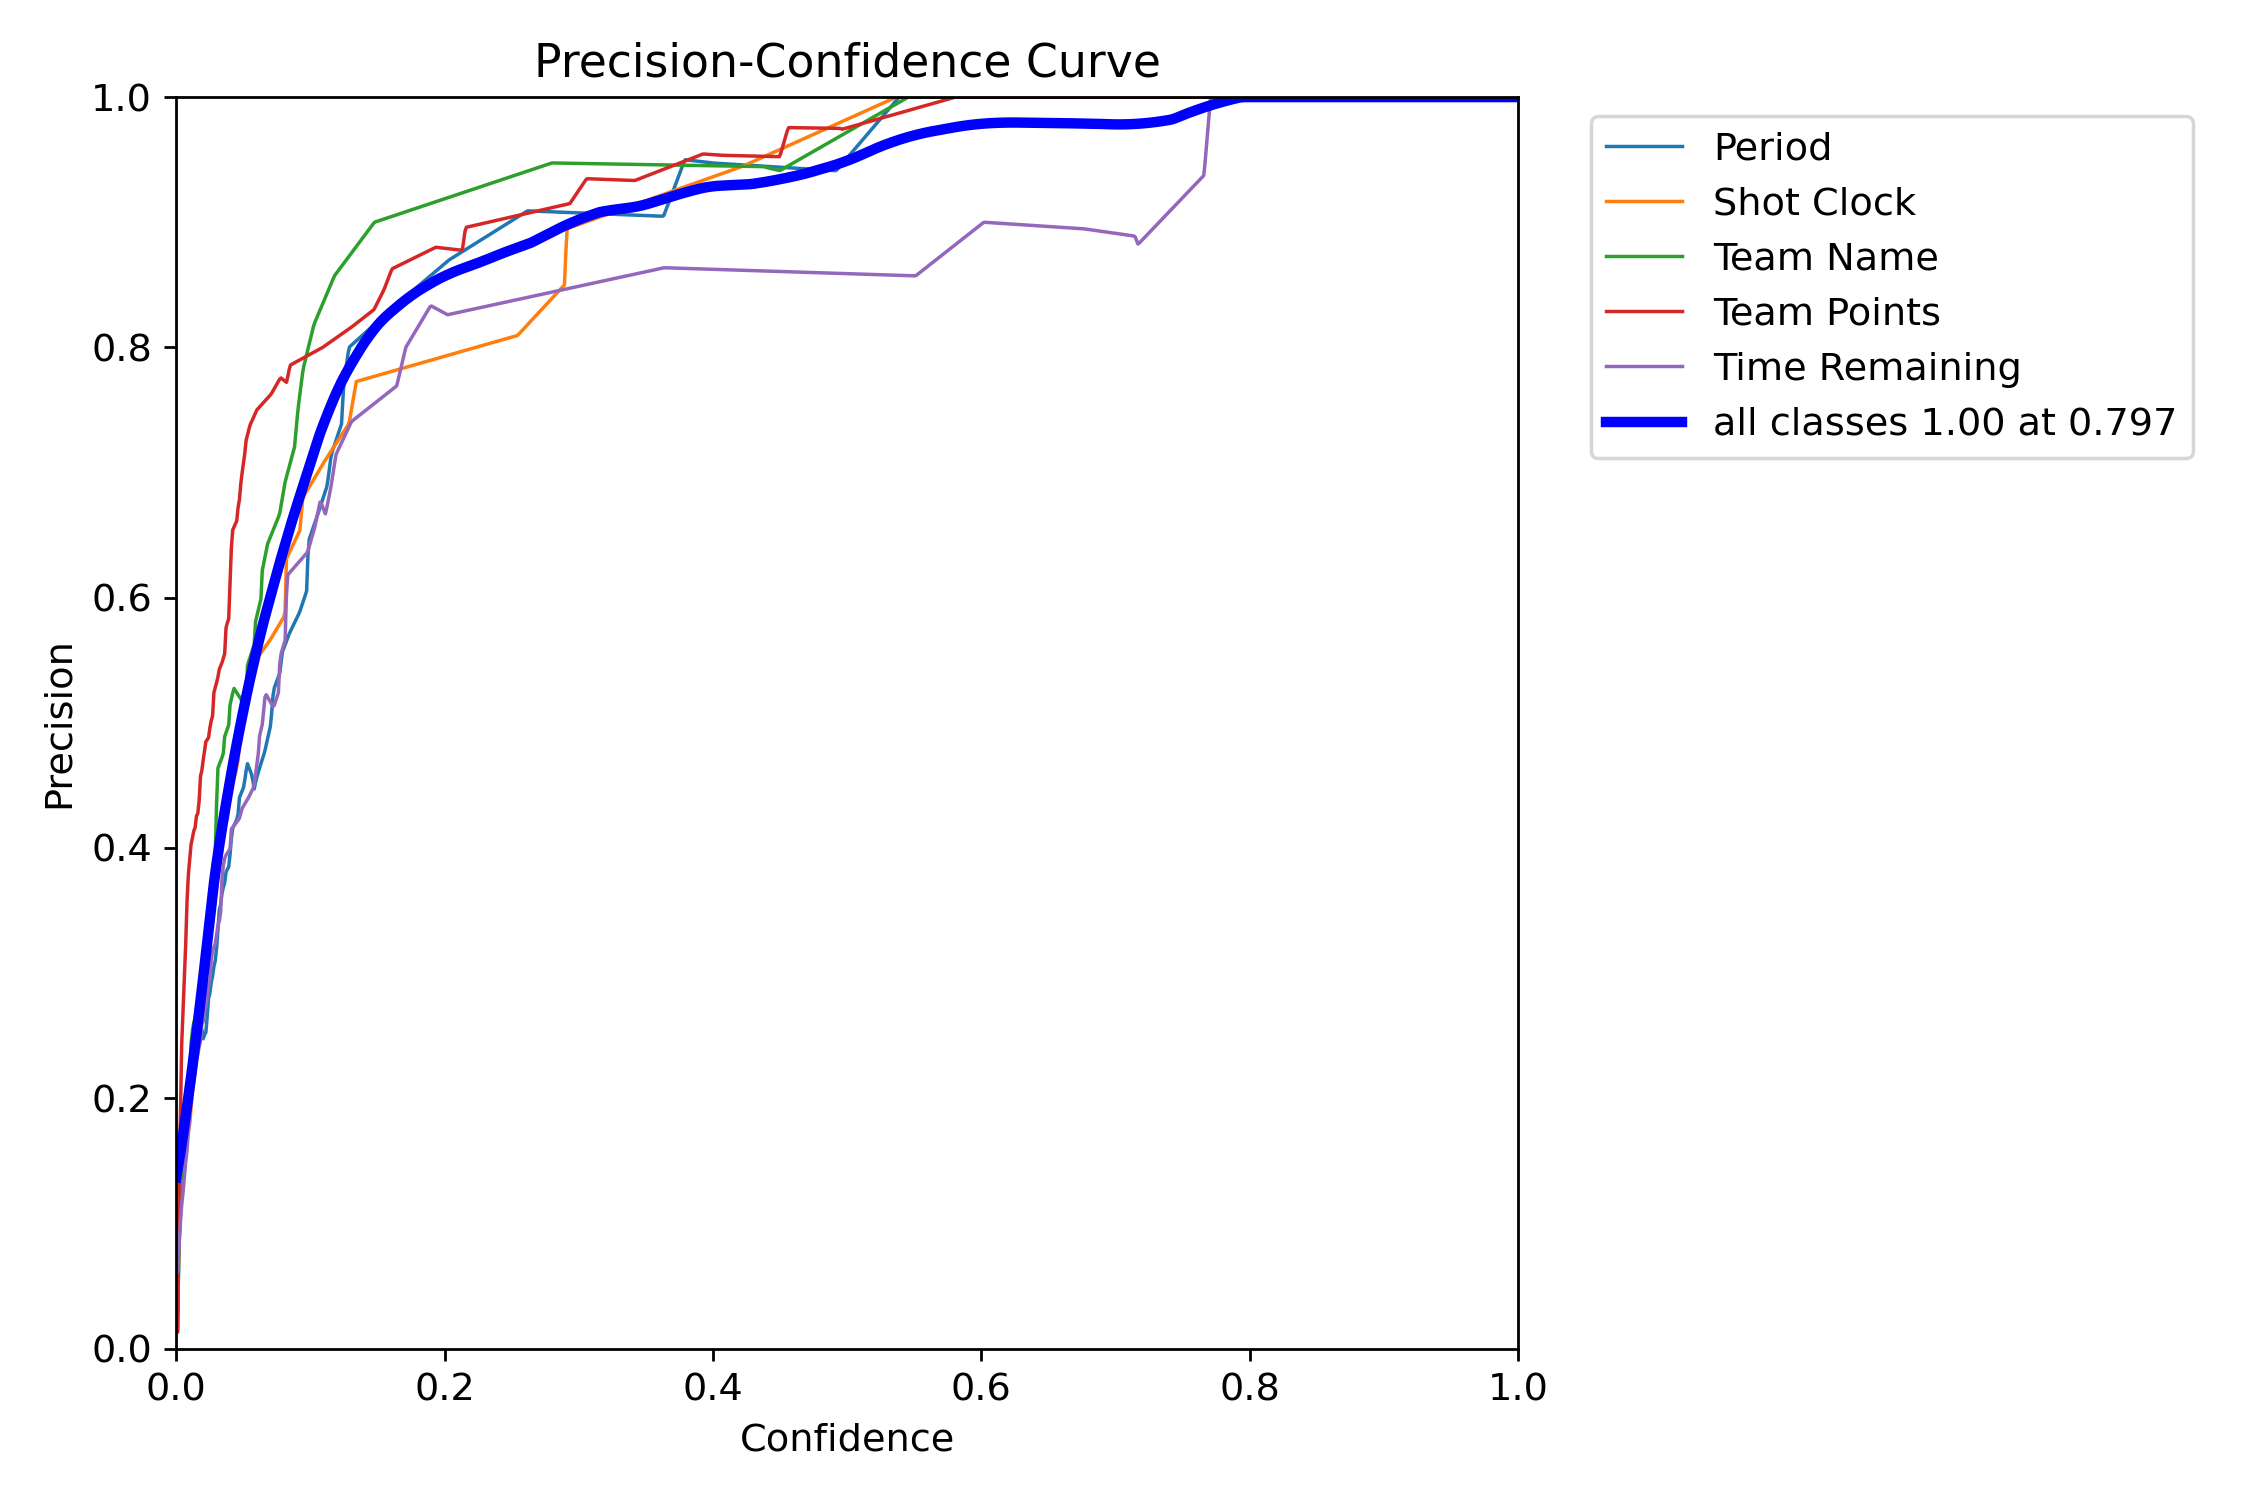 Precision-Confidence Curve
1.0
0.8
0.6
0.4
0.2
0.0
Precision
0.0 0.2 0.4 0.6 0.8 1.0
Confidence
Period
Shot Clock
Team Name
Team Points
Time Remaining
all classes 1.00 at 0.797